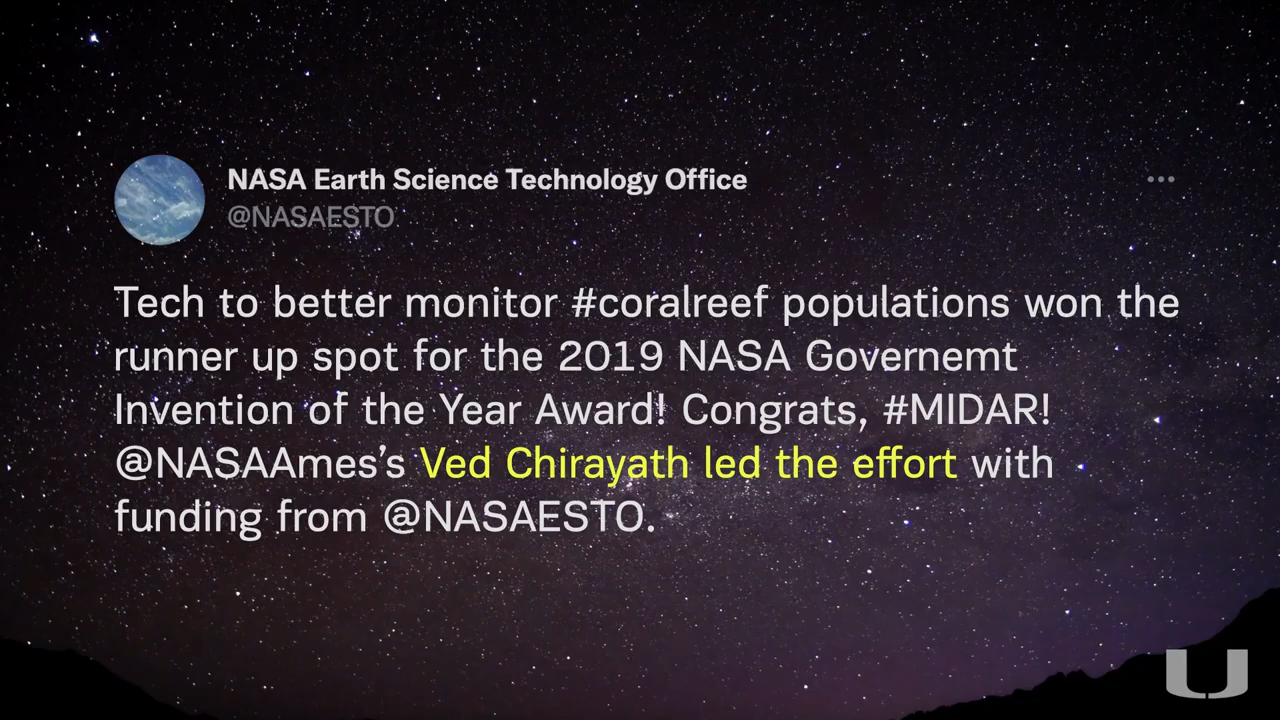 NASA Earth Science Technology Office
@NASAESTO
Tech to better monitor #coralreef populations won the
runner up spot for the 2019 NASA Governemt
Invention of the Year Award! Congrats, #MIDAR!
@NASAAmes’s Ved Chirayath led the effort with
funding from @NASAESTO.
U